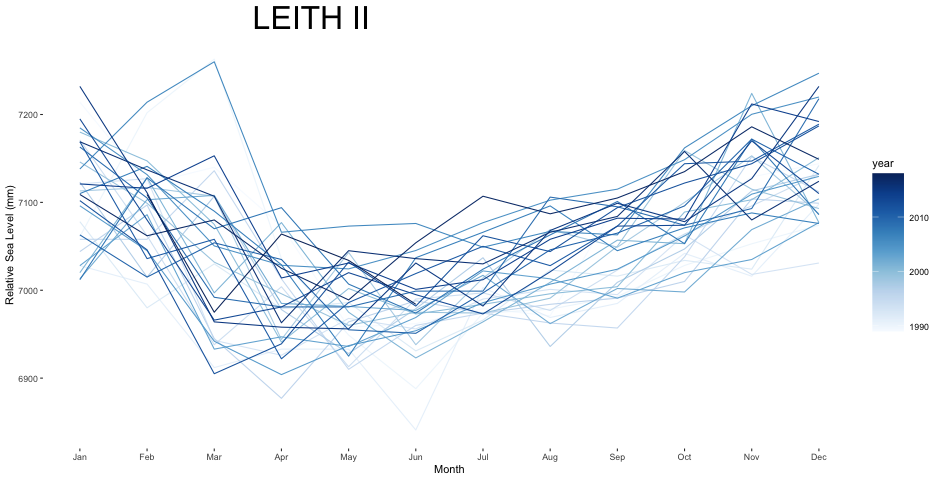 LEITH II
Relative Sea Level (mm)
7200
7100
7000
6900
Jan Feb Mar Apr May Jun Jul Aug Sep Oct Nov Dec
Month
year
2010
2000
1990